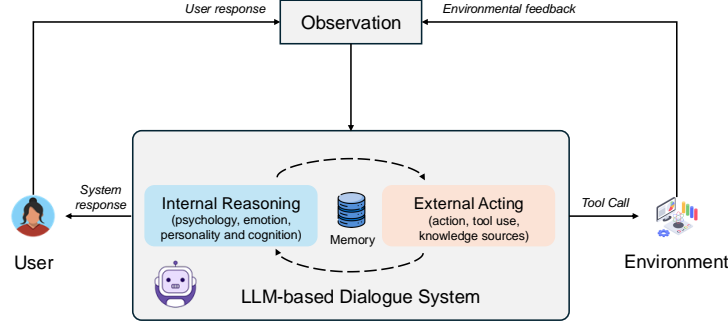 User response
Observation
Environmental feedback
System
response
Internal Reasoning
(psychology, emotion,
personality and cognition)
Memory
External Acting
(action, tool use,
knowledge sources)
Tool Call
User
Environment
LLM-based Dialogue System